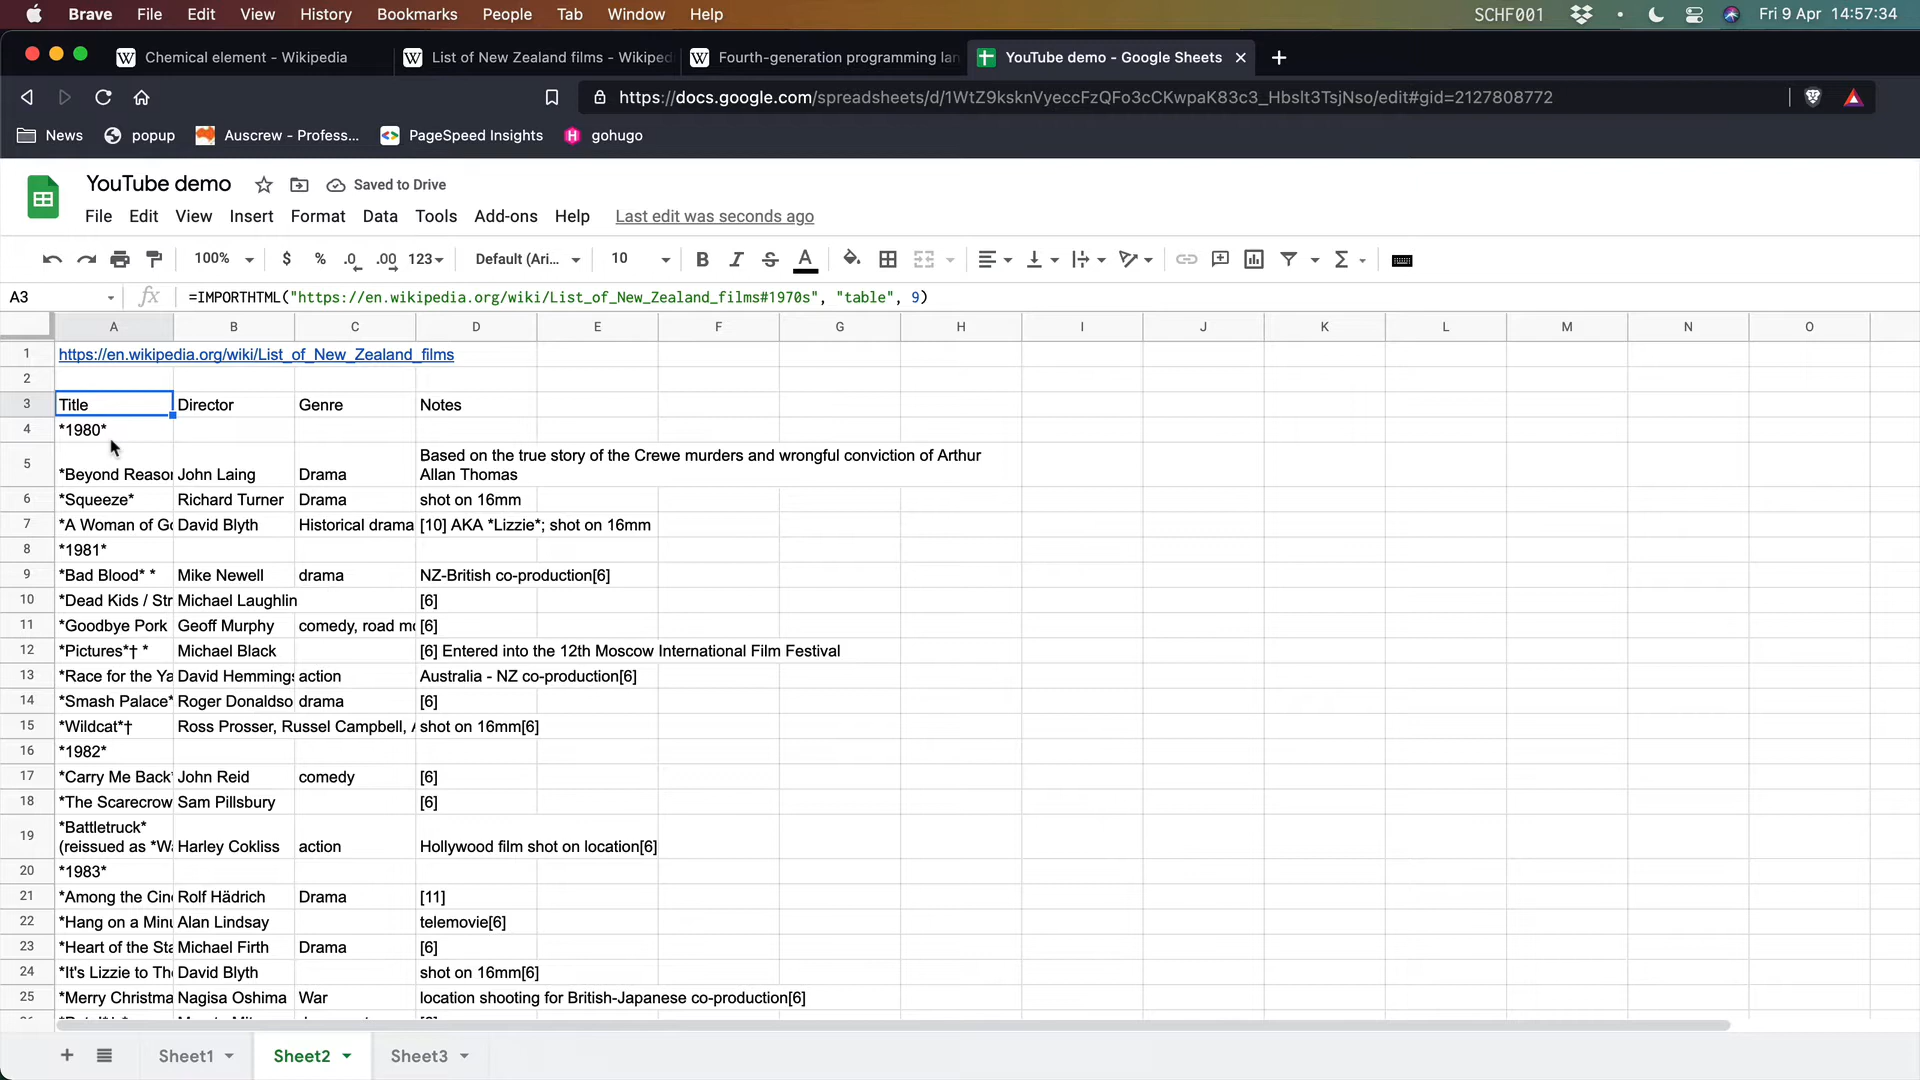 Brave File Edit View History Bookmarks People Tab Window Help SCHF001 Fri 9 Apr 14:57:34
Chemical element - Wikipedia List of New Zealand films - Wikiped Fourth-generation programming lan YouTube demo - Google Sheets
https://docs.google.com/spreadsheets/d/1WtZ9ksknVyeccFzQFo3cCKwpaK83c3_Hbslt3TsjNso/edit#gid=2127808772
News popup Auscrew - Profess... PageSpeed Insights gohugo
YouTube demo Saved to Drive
File Edit View Insert Format Data Tools Add-ons Help Last edit was seconds ago
100% $ % .0 .00 123 Default (Ari... 10 B I S A Σ
A3 fx =IMPORTHTML("https://en.wikipedia.org/wiki/List_of_New_Zealand_films#1970s", "table", 9)
A B C D E F G H I J K L M N O
1 https://en.wikipedia.org/wiki/List_of_New_Zealand_films
2
3 Title Director Genre Notes
4 *1980*
5 *Beyond Reason John Laing Drama Based on the true story of the Crewe murders and wrongful conviction of Arthur
Allan Thomas
6 *Squeeze* Richard Turner Drama shot on 16mm
7 *A Woman of Go David Blyth Historical drama [10] AKA *Lizzie*; shot on 16mm
8 *1981*
9 *Bad Blood* * Mike Newell drama NZ-British co-production[6]
10 *Dead Kids / Str Michael Laughlin [6]
11 *Goodbye Pork Geoff Murphy comedy, road mo [6]
12 *Pictures*† * Michael Black [6] Entered into the 12th Moscow International Film Festival
13 *Race for the Ya David Hemmings action Australia - NZ co-production[6]
14 *Smash Palace* Roger Donaldso drama [6]
15 *Wildcat*† Ross Prosser, Russel Campbell, A shot on 16mm[6]
16 *1982*
17 *Carry Me Back* John Reid comedy [6]
18 *The Scarecrow Sam Pillsbury [6]
19 *Battletruck*
(reissued as *Wa Harley Cokliss action Hollywood film shot on location[6]
20 *1983*
21 *Among the Cin Rolf Hädrich Drama [11]
22 *Hang on a Minu Alan Lindsay telemovie[6]
23 *Heart of the Sta Michael Firth Drama [6]
24 *It's Lizzie to The David Blyth shot on 16mm[6]
25 *Merry Christma Nagisa Oshima War location shooting for British-Japanese co-production[6]
Sheet1 Sheet2 Sheet3